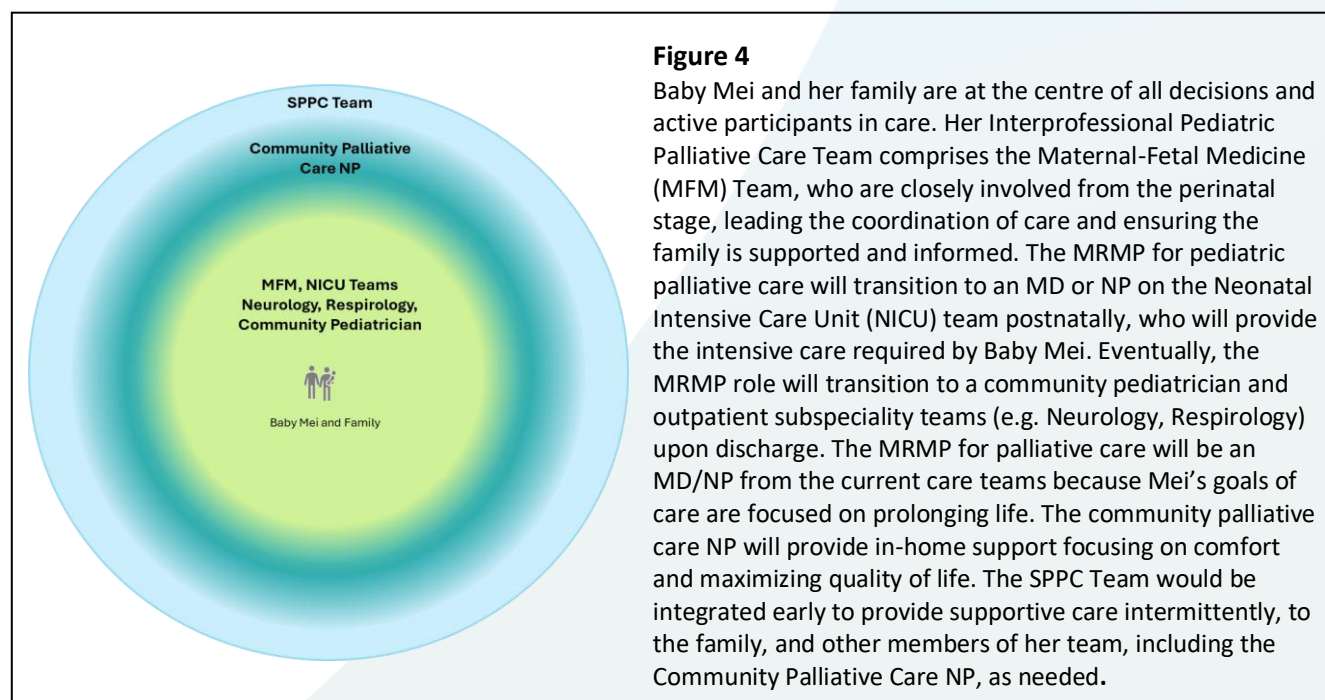 SPPC Team
Community Palliative
Care NP
MFM, NICU Teams
Neurology, Respirology,
Community Pediatrician
Baby Mei and Family
Figure 4
Baby Mei and her family are at the centre of all decisions and
active participants in care. Her Interprofessional Pediatric
Palliative Care Team comprises the Maternal-Fetal Medicine
(MFM) Team, who are closely involved from the perinatal
stage, leading the coordination of care and ensuring the
family is supported and informed. The MRMP for pediatric
palliative care will transition to an MD or NP on the Neonatal
Intensive Care Unit (NICU) team postnatally, who will provide
the intensive care required by Baby Mei. Eventually, the
MRMP role will transition to a community pediatrician and
outpatient subspeciality teams (e.g. Neurology, Respirology)
upon discharge. The MRMP for palliative care will be an
MD/NP from the current care teams because Mei’s goals of
care are focused on prolonging life. The community palliative
care NP will provide in-home support focusing on comfort
and maximizing quality of life. The SPPC Team would be
integrated early to provide supportive care intermittently, to
the family, and other members of her team, including the
Community Palliative Care NP, as needed.